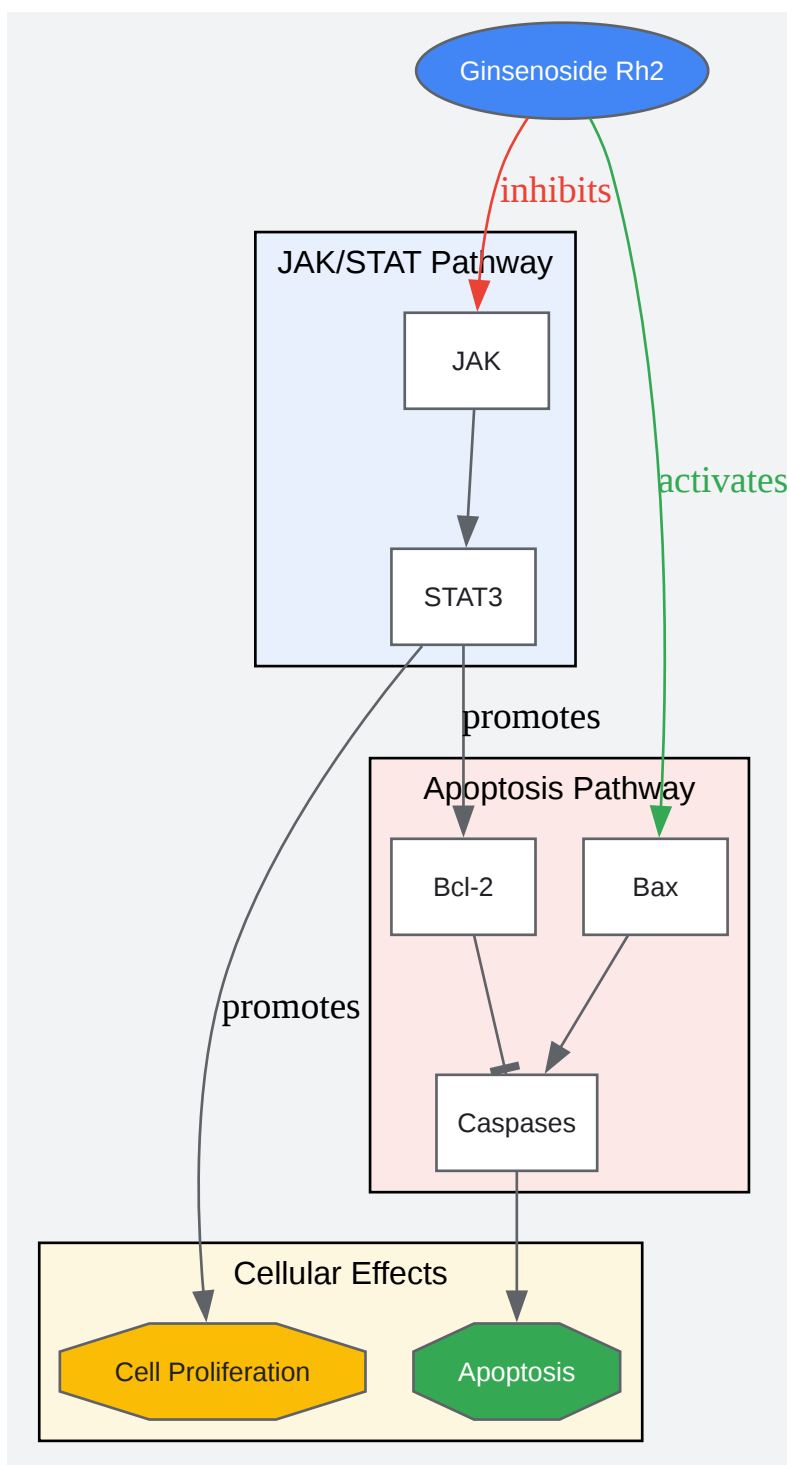 Ginsenoside Rh2
inhibits
JAK/STAT Pathway
JAK
activates
STAT3
promotes
Apoptosis Pathway
Bcl-2
Bax
promotes
Caspases
Cellular Effects
Cell Proliferation
Apoptosis